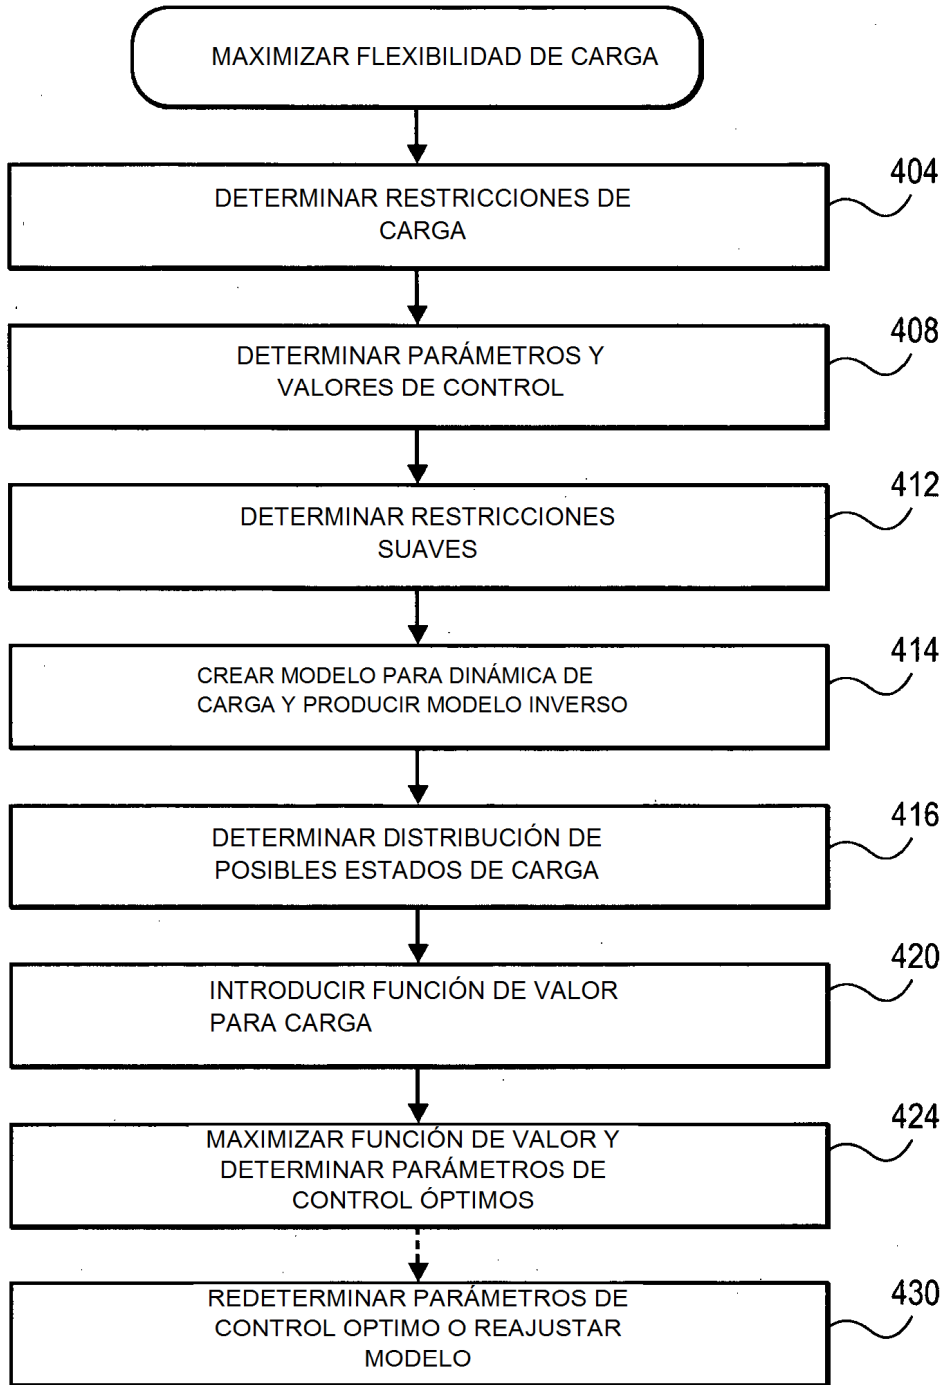 MAXIMIZAR FLEXIBILIDAD DE CARGA
DETERMINAR RESTRICCIONES DE
CARGA
404
DETERMINAR PARÁMETROS Y
VALORES DE CONTROL
408
DETERMINAR RESTRICCIONES
SUAVES
412
CREAR MODELO PARA DINÁMICA DE
CARGA Y PRODUCIR MODELO INVERSO
414
DETERMINAR DISTRIBUCIÓN DE
POSIBLES ESTADOS DE CARGA
416
INTRODUCIR FUNCIÓN DE VALOR
PARA CARGA
420
MAXIMIZAR FUNCIÓN DE VALOR Y
DETERMINAR PARÁMETROS DE
CONTROL ÓPTIMOS
424
REDETERMINAR PARÁMETROS DE
CONTROL OPTIMO O REAJUSTAR
MODELO
430